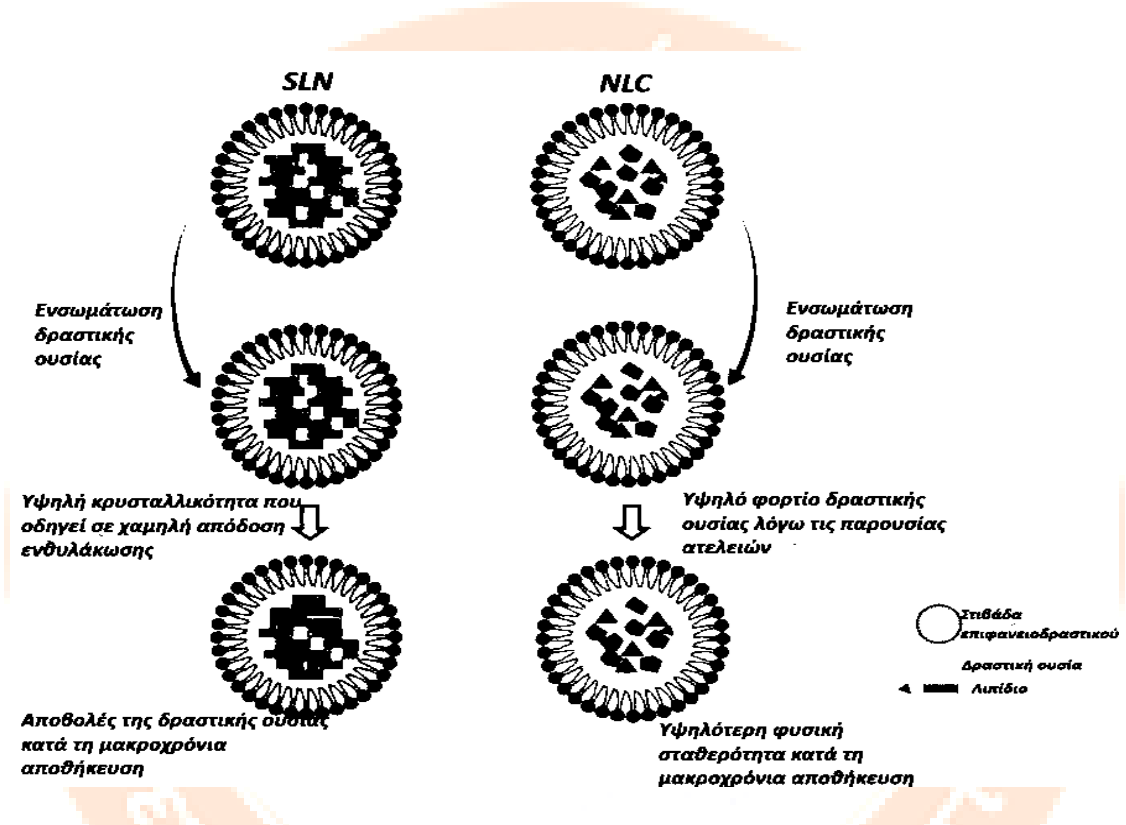 SLN
NLC
Ενσωμάτωση
δραστικής
ουσίας
Ενσωμάτωση
δραστικής
ουσίας
Υψηλή κρυσταλλικότητα που
οδηγεί σε χαμηλή απόδοση
ενθυλάκωσης
Υψηλό φορτίο δραστικής
ουσίας λόγω τις παρουσίας
ατελειών
Στιβάδα
επιφανειοδραστικού
Δραστική ουσία
Λιπίδιο
Αποβολές της δραστικής ουσίας
κατά τη μακροχρόνια
αποθήκευση
Υψηλότερη φυσική
σταθερότητα κατά τη
μακροχρόνια αποθήκευση